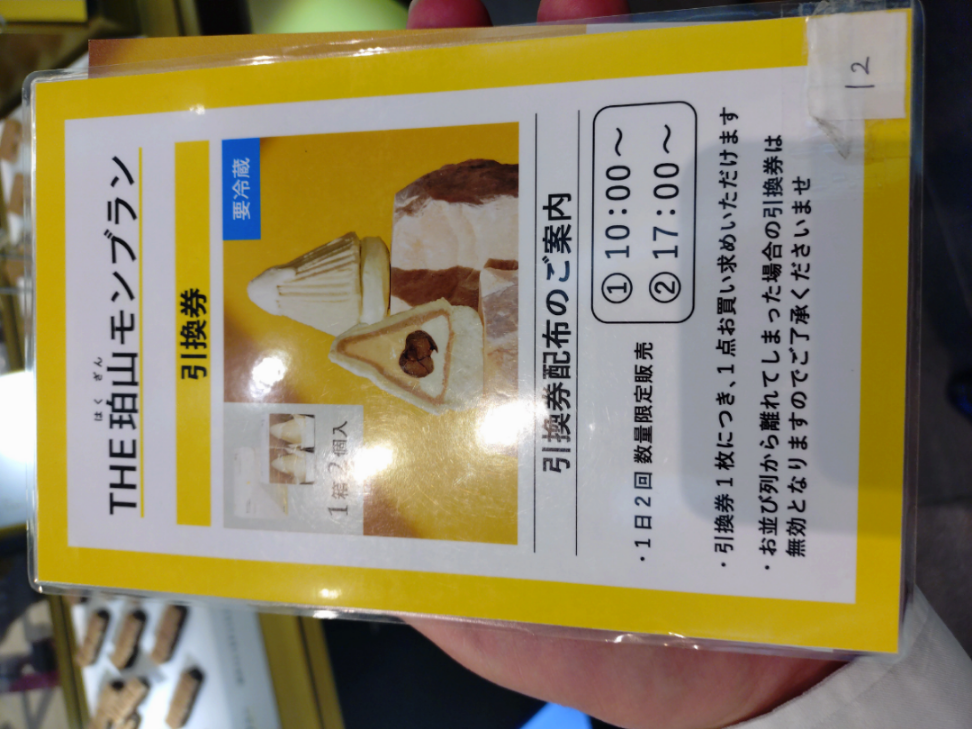 THE 珀山モンブラン
はく ぎん
引換券
要冷蔵
1箱2個入
引換券配布のご案内
・1日2回 数量限定販売
① 10:00〜
② 17:00〜
・引換券1枚につき、1点お買い求めいただけます
・お並び列から離れてしまった場合の引換券は
無効となりますのでご了承くださいませ
12